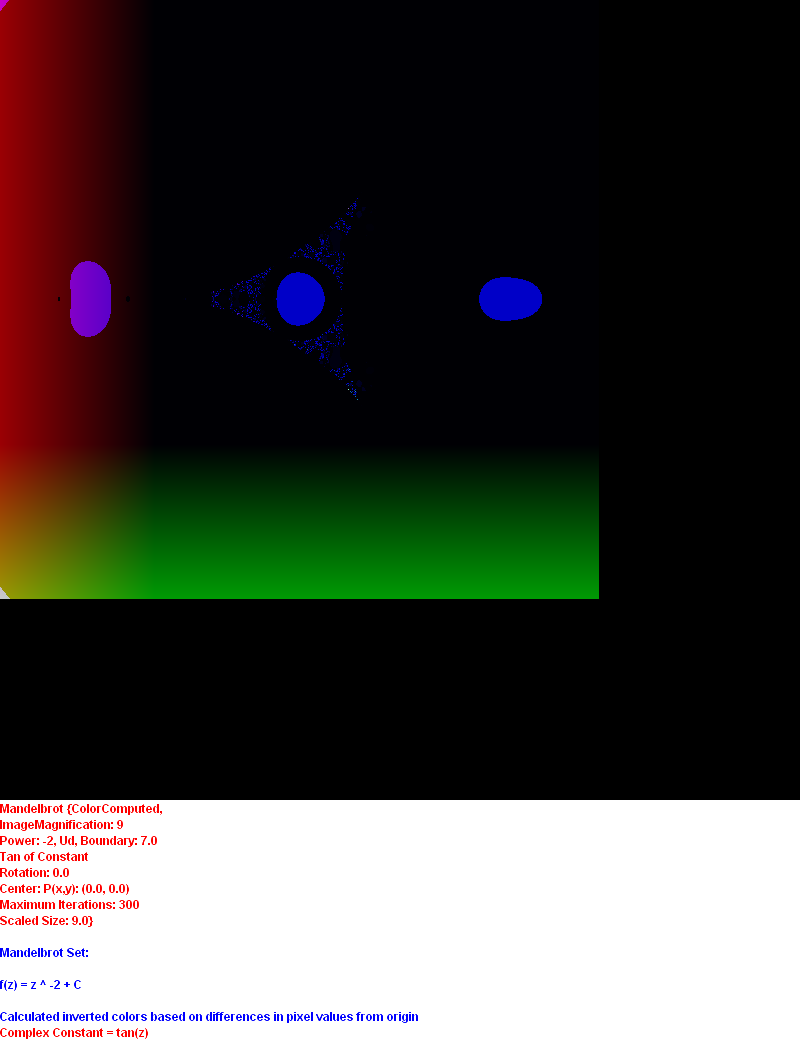 Mandelbrot {ColorComputed,
ImageMagnification: 9
Power: -2, Ud, Boundary: 7.0
Tan of Constant
Rotation: 0.0
Center: P(x,y): (0.0, 0.0)
Maximum Iterations: 300
Scaled Size: 9.0}
Mandelbrot Set:
f(z) = z ^ -2 + C
Calculated inverted colors based on differences in pixel values from origin
Complex Constant = tan(z)